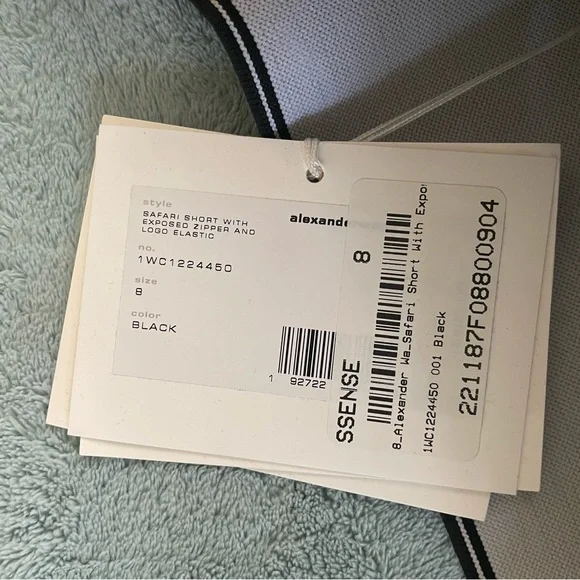 style
SAFARI SHORT WITH
EXPOSED ZIPPER AND
LOGO ELASTIC
no.
1WC1224450
size
8
color
BLACK
1 92722
SSENSE
8
8_Alexander Wa_Safari Short With Expo
1WC1224450 001 Black
221187F08800904